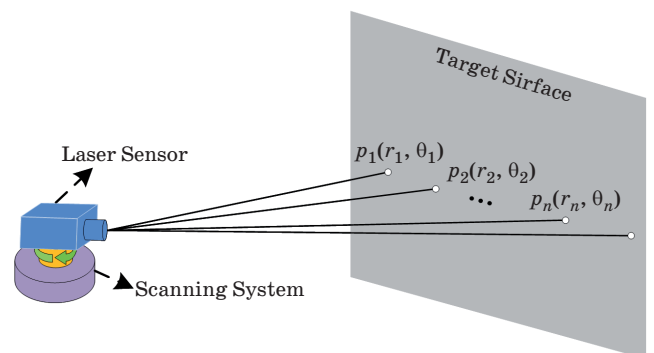 Target Sirface
Laser Sensor
p₁(r₁, θ₁)
p₂(r₂, θ₂)
•••
pₙ(rₙ, θₙ)
Scanning System